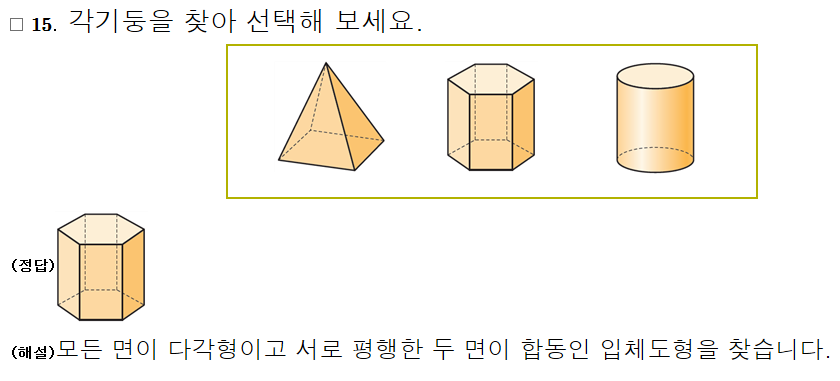 □ 15. 각기둥을 찾아 선택해 보세요.
(정답)
(해설)모든 면이 다각형이고 서로 평행한 두 면이 합동인 입체도형을 찾습니다.